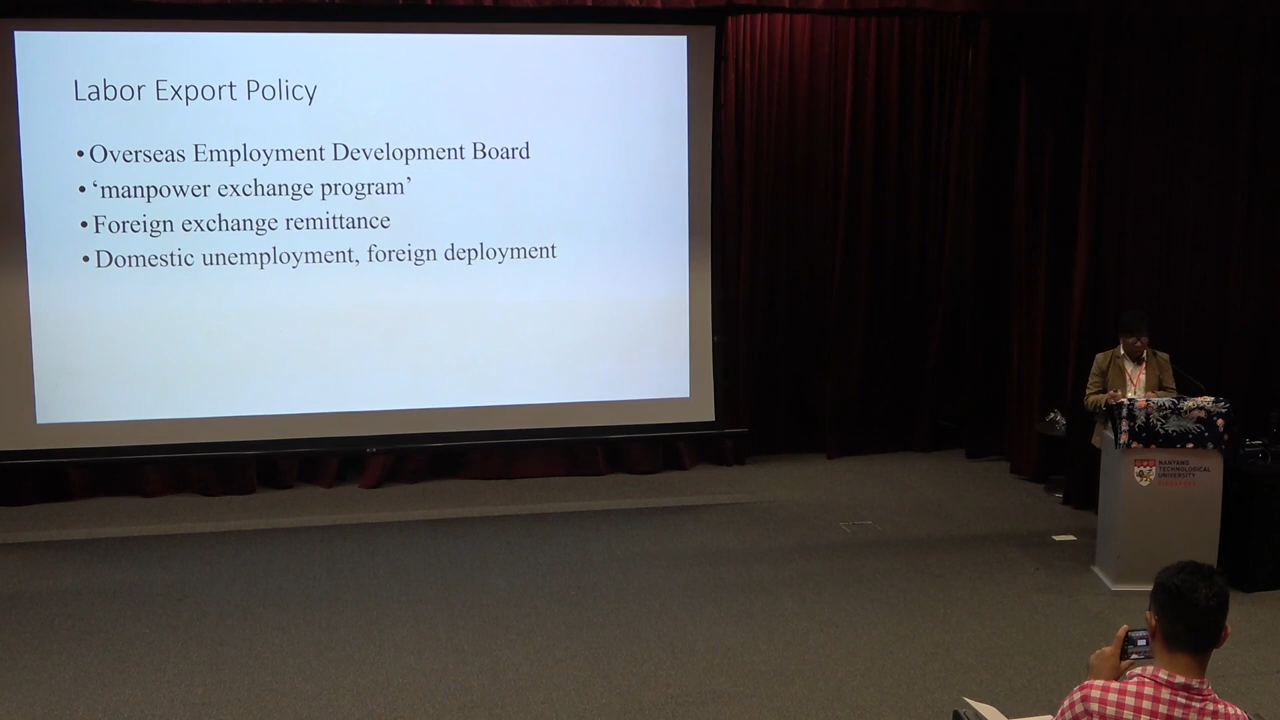 Labor Export Policy
• Overseas Employment Development Board
• ‘manpower exchange program’
• Foreign exchange remittance
• Domestic unemployment, foreign deployment
NANYANG
TECHNOLOGICAL
UNIVERSITY
SINGAPORE